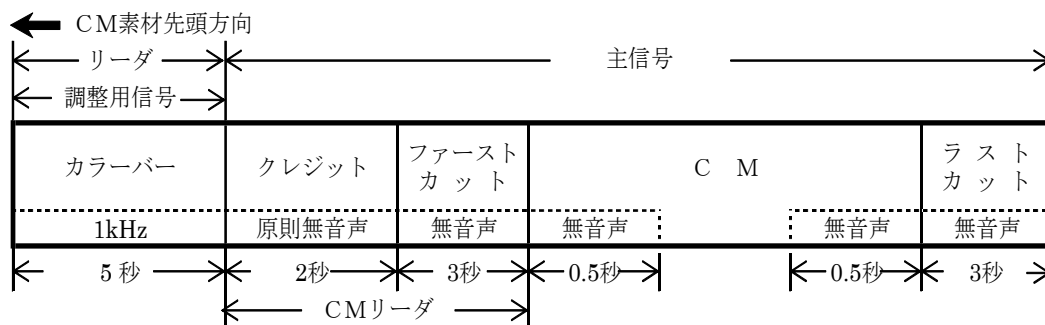 CM素材先頭方向
リーダ
主信号
調整用信号
カラーバー
クレジット
ファースト
カット
CM
ラスト
カット
1kHz
原則無音声
無音声
無音声
無音声
無音声
5秒
2秒
3秒
0.5秒
0.5秒
3秒
CMリーダ